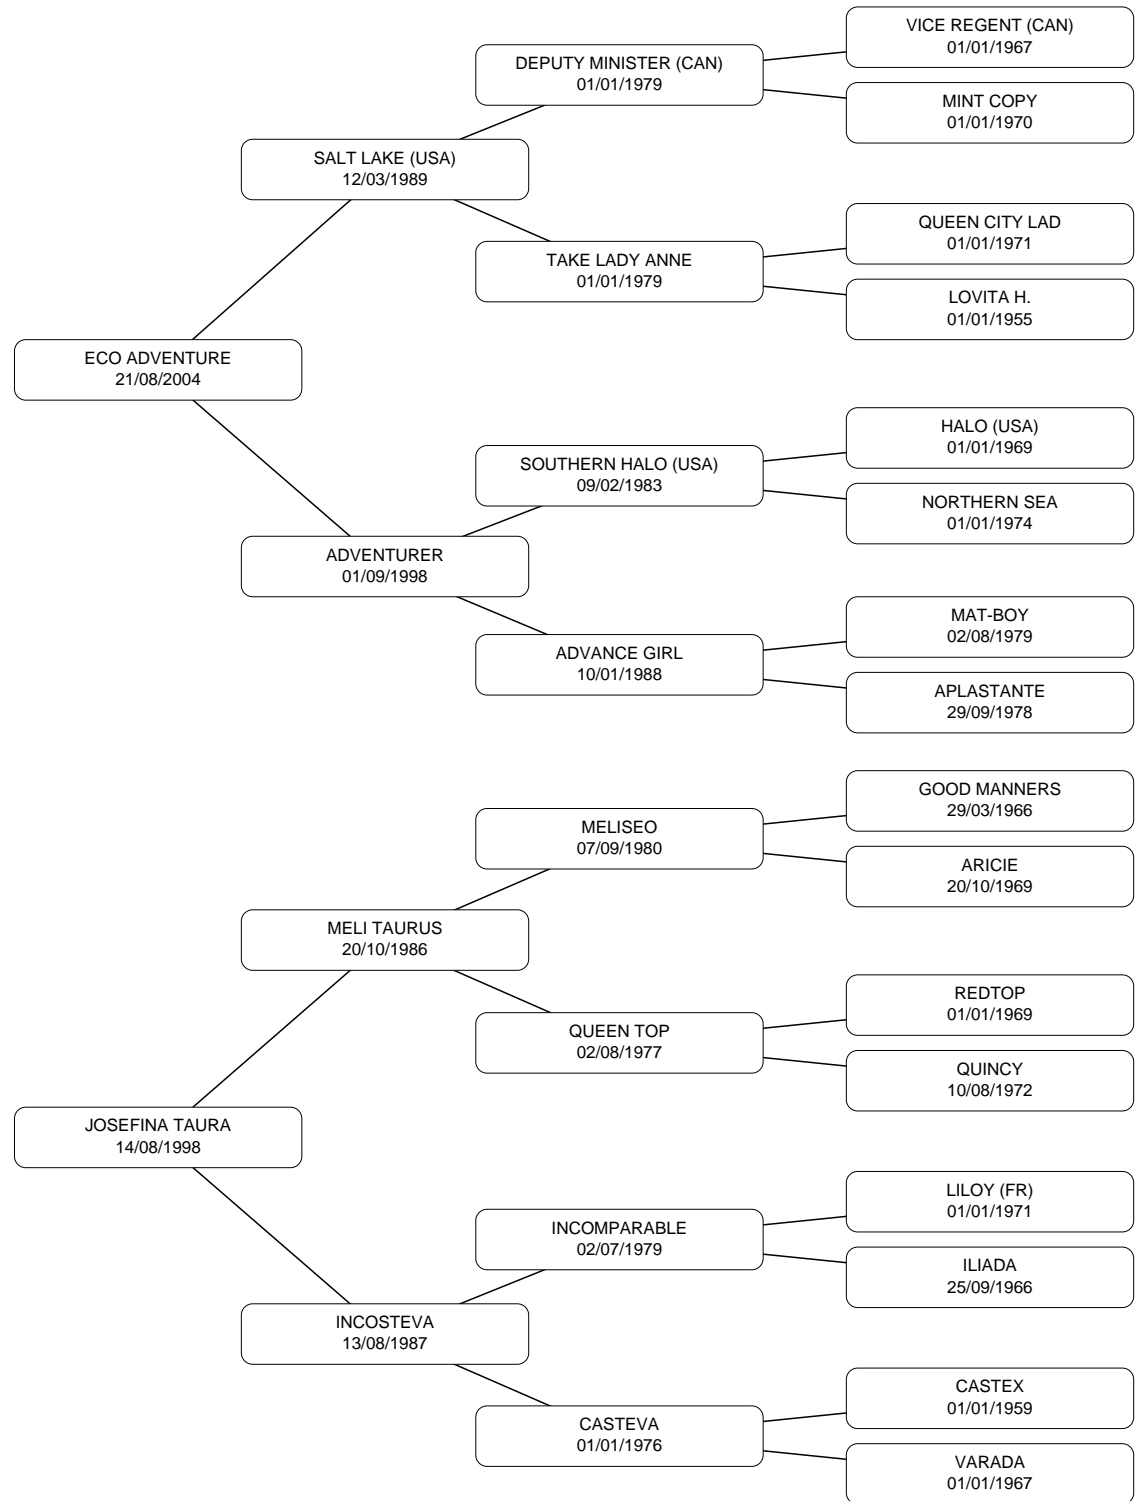 VICE REGENT (CAN)
01/01/1967
DEPUTY MINISTER (CAN)
01/01/1979
MINT COPY
01/01/1970
SALT LAKE (USA)
12/03/1989
QUEEN CITY LAD
01/01/1971
TAKE LADY ANNE
01/01/1979
LOVITA H.
01/01/1955
ECO ADVENTURE
21/08/2004
HALO (USA)
01/01/1969
SOUTHERN HALO (USA)
09/02/1983
NORTHERN SEA
01/01/1974
ADVENTURER
01/09/1998
MAT-BOY
02/08/1979
ADVANCE GIRL
10/01/1988
APLASTANTE
29/09/1978
GOOD MANNERS
29/03/1966
MELISEO
07/09/1980
ARICIE
20/10/1969
MELI TAURUS
20/10/1986
REDTOP
01/01/1969
QUEEN TOP
02/08/1977
QUINCY
10/08/1972
JOSEFINA TAURA
14/08/1998
LILOY (FR)
01/01/1971
INCOMPARABLE
02/07/1979
ILIADA
25/09/1966
INCOSTEVA
13/08/1987
CASTEX
01/01/1959
CASTEVA
01/01/1976
VARADA
01/01/1967